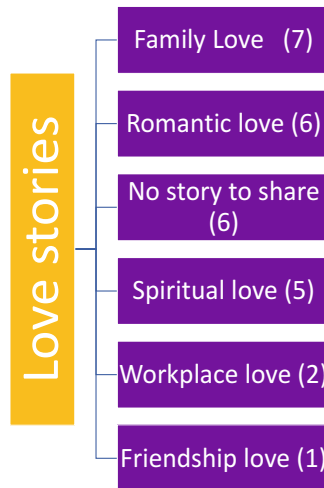 Love stories
Family Love (7)
Romantic love (6)
No story to share
(6)
Spiritual love (5)
Workplace love (2)
Friendship love (1)